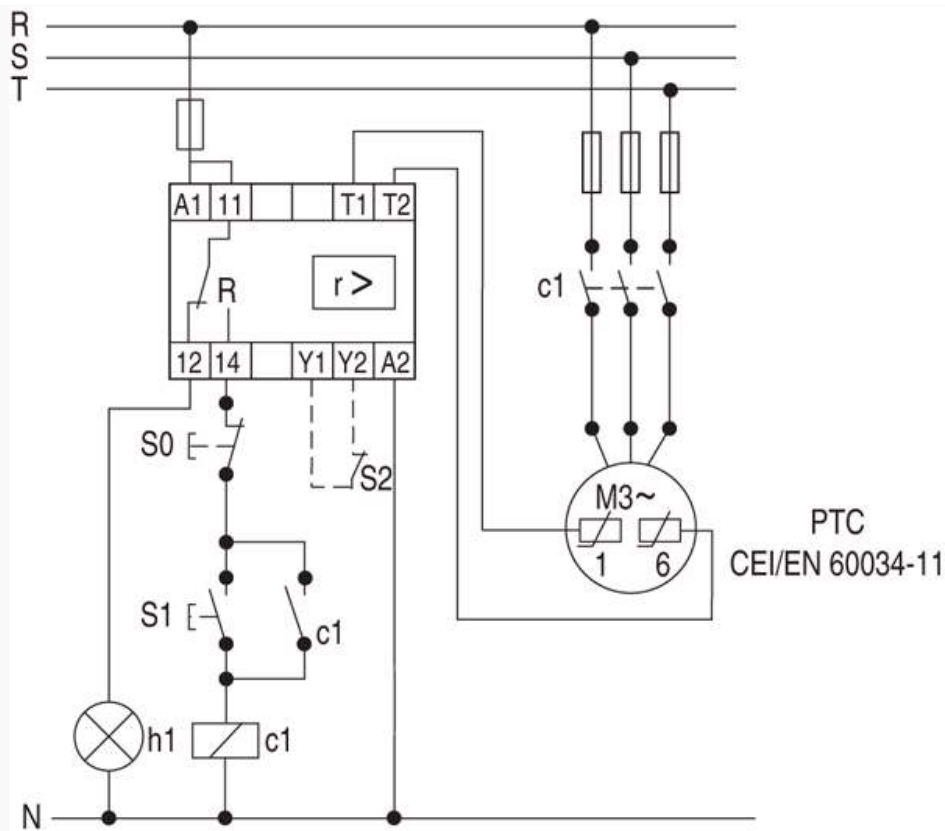 R
S
T
A1 11 T1 T2
R r >
c1
12 14 Y1 Y2 A2
S0
S2
M3~
1 6
PTC
CEI/EN 60034-11
S1
c1
h1
c1
N